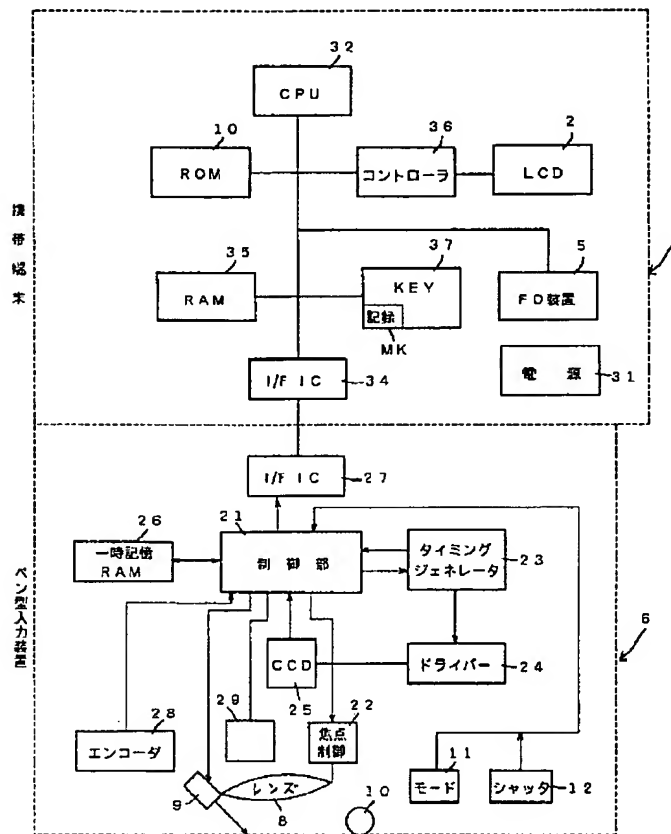 32
CPU
10
ROM
36
コントローラ
2
LCD
携帯端末
35
RAM
37
KEY
記録
MK
5
FD装置
I/F IC
34
電源
31
I/F IC
27
26
一時記憶
RAM
21
制御部
タイミング
ジェネレータ
23
ペン型入力装置
6
CCD
25
ドライバー
24
28
エンコーダ
29
22
焦点
制御
11
モード
シャッタ
12
9
レンズ
8
10